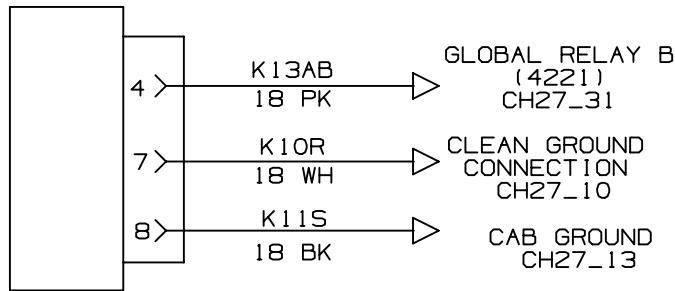 4
K13AB
18 PK
GLOBAL RELAY B
(4221)
CH27_31
7
K10R
18 WH
CLEAN GROUND
CONNECTION
CH27_10
8
K11S
18 BK
CAB GROUND
CH27_13